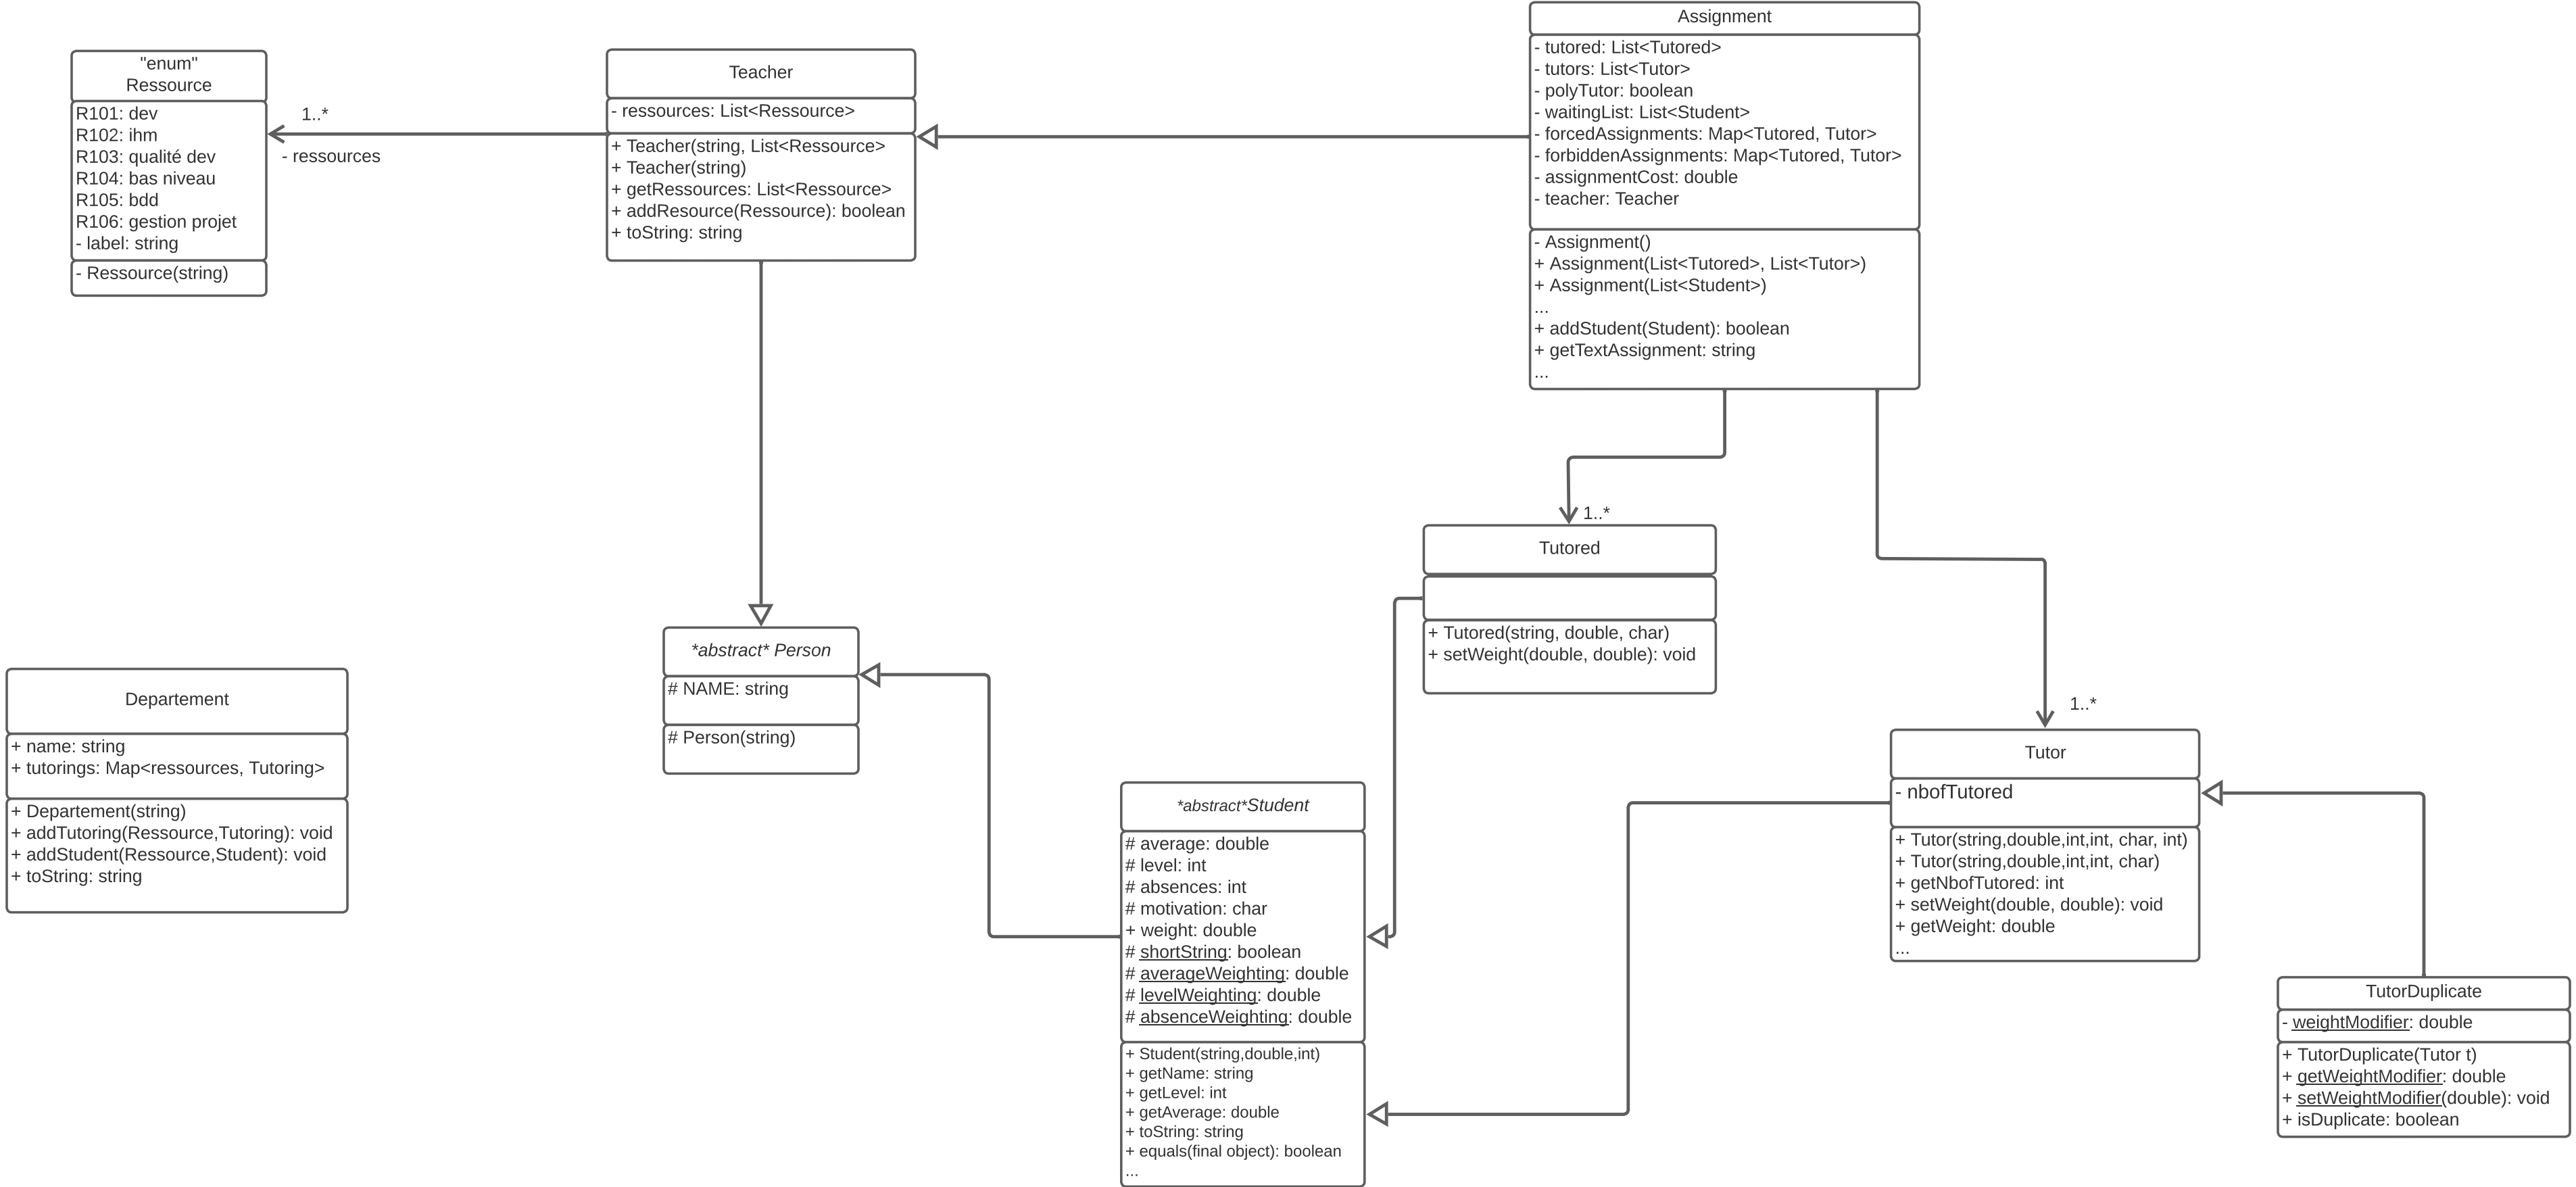 "enum"
Ressource
R101: dev
R102: ihm
R103: qualité dev
R104: bas niveau
R105: bdd
R106: gestion projet
- label: string
- Ressource(string)
1..*
- ressources
Teacher
- ressources: List<Ressource>
+ Teacher(string, List<Ressource>
+ Teacher(string)
+ getRessources: List<Ressource>
+ addResource(Ressource): boolean
+ toString: string
Assignment
- tutored: List<Tutored>
- tutors: List<Tutor>
- polyTutor: boolean
- waitingList: List<Student>
- forcedAssignments: Map<Tutored, Tutor>
- forbiddenAssignments: Map<Tutored, Tutor>
- assignmentCost: double
- teacher: Teacher
- Assignment()
+ Assignment(List<Tutored>, List<Tutor>)
+ Assignment(List<Student>)
...
+ addStudent(Student): boolean
+ getTextAssignment: string
...
1..*
Tutored
+ Tutored(string, double, char)
+ setWeight(double, double): void
*abstract* Person
# NAME: string
# Person(string)
Departement
+ name: string
+ tutorings: Map<ressources, Tutoring>
+ Departement(string)
+ addTutoring(Ressource,Tutoring): void
+ addStudent(Ressource,Student): void
+ toString: string
*abstract*Student
# average: double
# level: int
# absences: int
# motivation: char
+ weight: double
# shortString: boolean
# averageWeighting: double
# levelWeighting: double
# absenceWeighting: double
+ Student(string,double,int)
+ getName: string
+ getLevel: int
+ getAverage: double
+ toString: string
+ equals(final object): boolean
...
1..*
Tutor
- nbofTutored
+ Tutor(string,double,int,int, char, int)
+ Tutor(string,double,int,int, char)
+ getNbofTutored: int
+ setWeight(double, double): void
+ getWeight: double
...
TutorDuplicate
- weightModifier: double
+ TutorDuplicate(Tutor t)
+ getWeightModifier: double
+ setWeightModifier(double): void
+ isDuplicate: boolean